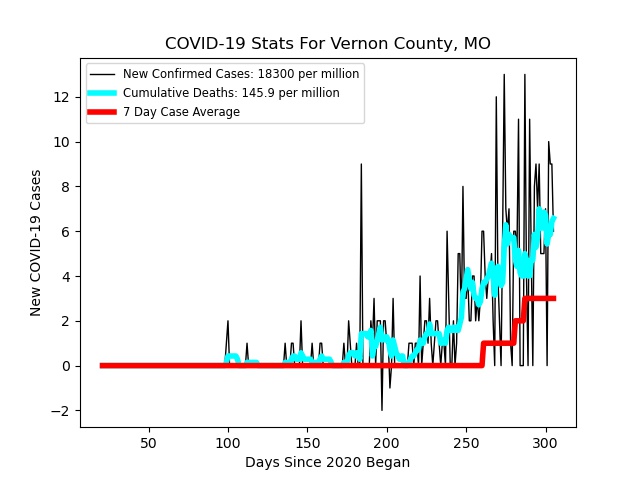 COVID-19 Stats For Vernon County, MO
New Confirmed Cases: 18300 per million
Cumulative Deaths: 145.9 per million
7 Day Case Average
New COVID-19 Cases
12
10
8
6
4
2
0
−2
50 100 150 200 250 300
Days Since 2020 Began